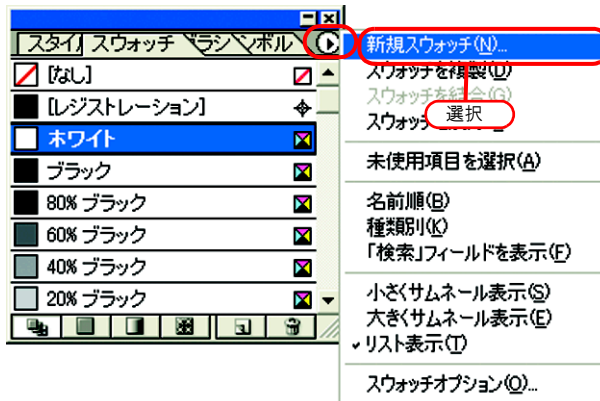 スタイ スウォッチ ブラシ シンボル
[なし]
[レジストレーション]
ホワイト
ブラック
80% ブラック
60% ブラック
40% ブラック
20% ブラック
新規スウォッチ(N)...
スウォッチを複製(U)
スウォッチを結合(G)
スウォッチ
選択
未使用項目を選択(A)
名前順(B)
種類別(K)
「検索」フィールドを表示(F)
小さくサムネール表示(S)
大きくサムネール表示(E)
リスト表示(T)
スウォッチオプション(O)...